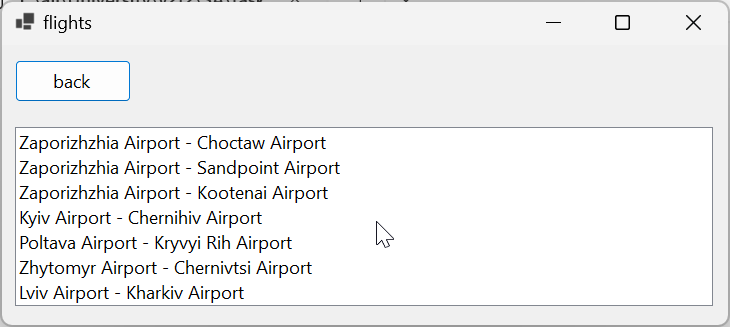 flights
back
Zaporizhzhia Airport - Choctaw Airport
Zaporizhzhia Airport - Sandpoint Airport
Zaporizhzhia Airport - Kootenai Airport
Kyiv Airport - Chernihiv Airport
Poltava Airport - Kryvyi Rih Airport
Zhytomyr Airport - Chernivtsi Airport
Lviv Airport - Kharkiv Airport